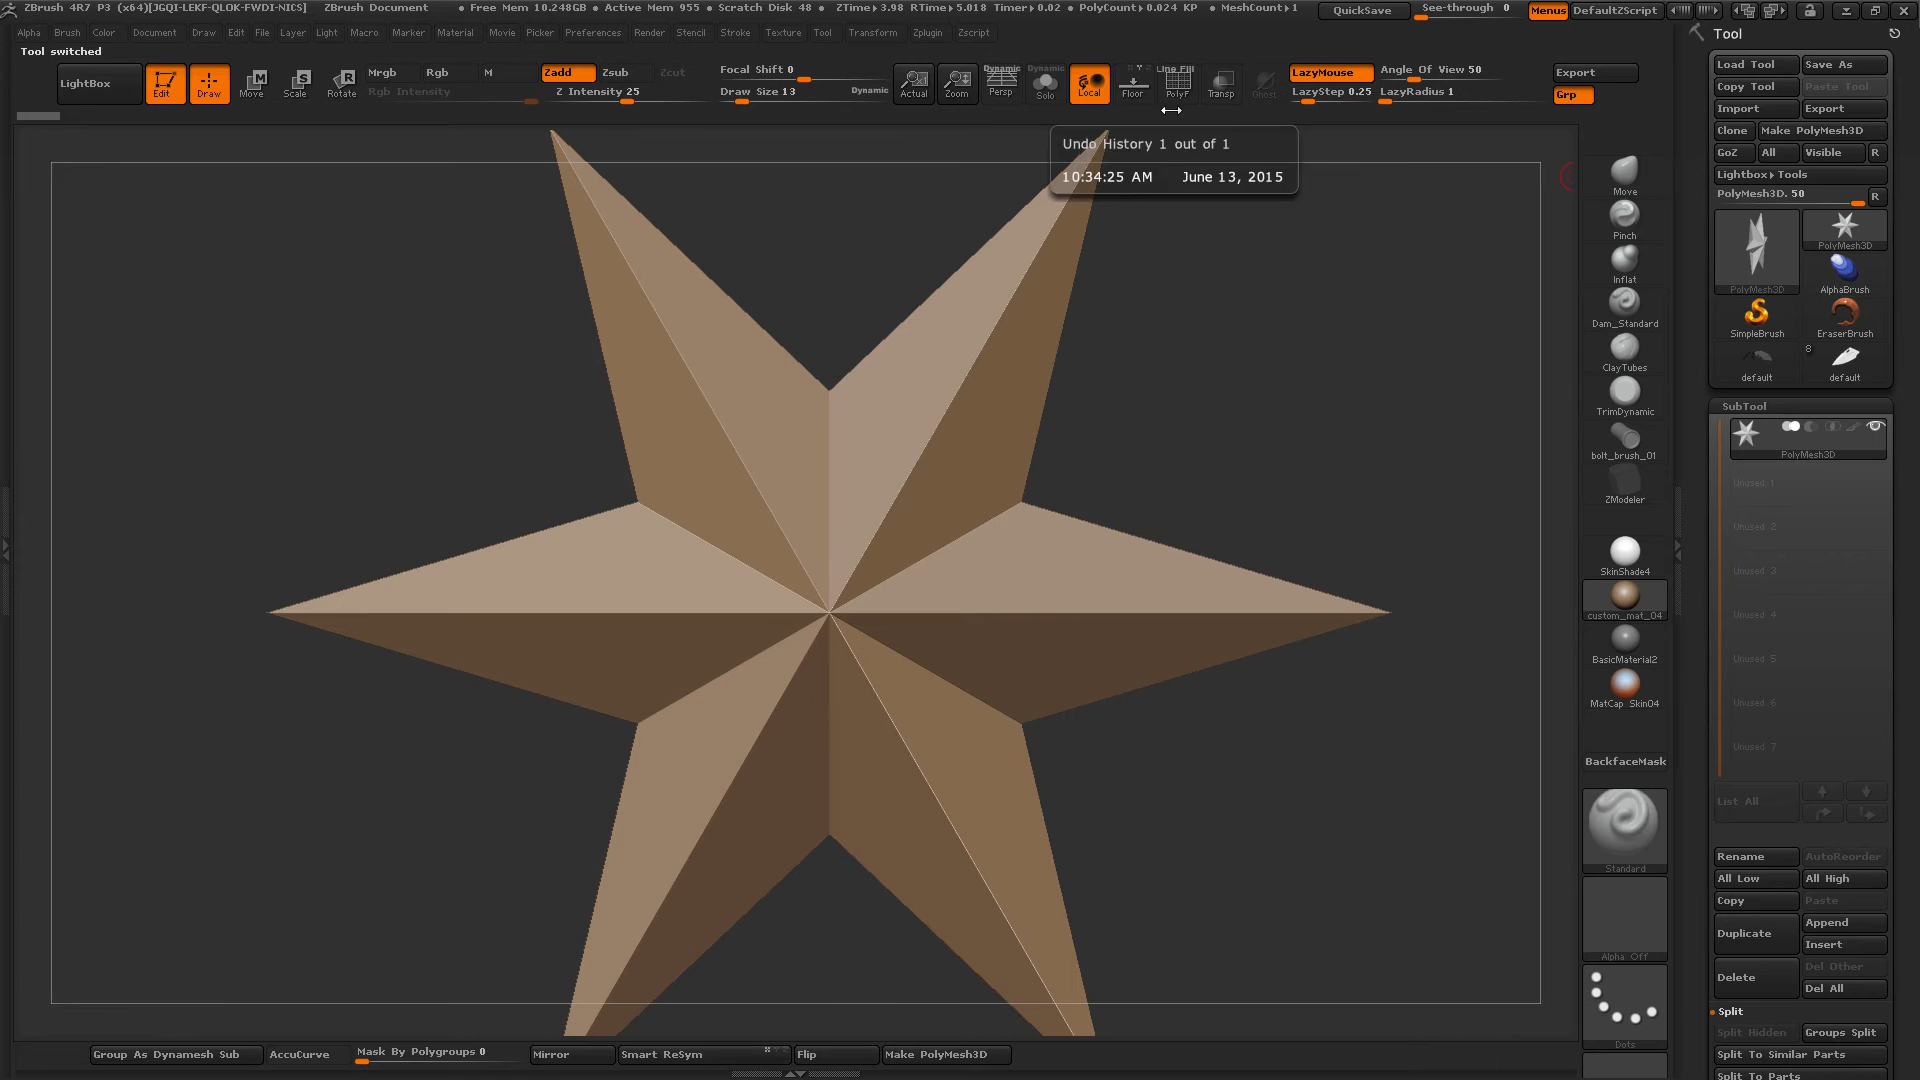 ZBrush 4R7 P3 (x64)[JGQI-LEKF-QLOK-FWDI-NICS] ZBrush Document • Free Mem 10.248GB • Active Mem 955 • Scratch Disk 48 • ZTime▸3.98 RTime▸5.018 Timer▸0.02 • PolyCount▸0.024 KP • MeshCount▸1 QuickSave See-through 0 Menus DefaultZScript
Alpha Brush Color Document Draw Edit File Layer Light Macro Marker Material Movie Picker Preferences Render Stencil Stroke Texture Tool Transform Zplugin Zscript
Tool switched
LightBox
Edit
Draw
Move
Scale
Rotate
Mrgb Rgb M
Rgb Intensity
Zadd Zsub Zcut
Z Intensity 25
Focal Shift 0
Draw Size 13
Dynamic
Actual
Zoom
Dynamic
Persp
Dynamic
Solo
Local
Floor
Line Fill
PolyF
Transp
Ghost
LazyMouse
LazyStep 0.25
Angle Of View 50
LazyRadius 1
Export
Grp
Undo History 1 out of 1
10:34:25 AM June 13, 2015
Move
Pinch
Inflat
Dam_Standard
ClayTubes
TrimDynamic
bolt_brush_01
ZModeler
SkinShade4
custom_mat_04
BasicMaterial2
MatCap Skin04
BackfaceMask
Standard
Alpha Off
Dots
Tool
Load Tool Save As
Copy Tool Paste Tool
Import Export
Clone Make PolyMesh3D
GoZ All Visible R
Lightbox▸Tools
PolyMesh3D. 50 R
PolyMesh3D
PolyMesh3D
AlphaBrush
SimpleBrush
EraserBrush
8
default
default
SubTool
PolyMesh3D
Unused 1
Unused 2
Unused 3
Unused 4
Unused 5
Unused 6
Unused 7
List All
Rename AutoReorder
All Low All High
Copy Paste
Duplicate Append
Insert
Delete Del Other
Del All
Split
Split Hidden Groups Split
Split To Similar Parts
Split To Parts
Group As Dynamesh Sub AccuCurve Mask By Polygroups 0 Mirror Smart ReSym Flip Make PolyMesh3D